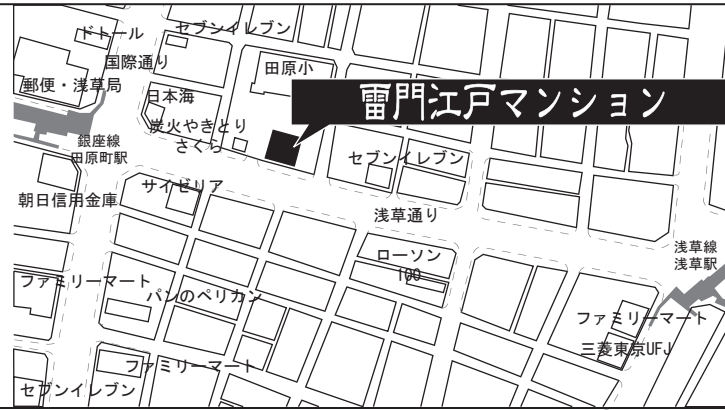 ドトール
セブンイレブン
国際通り
田原小
郵便・浅草局
日本海
雷門江戸マンション
炭火やきとり
さくら
銀座線
田原町駅
セブンイレブン
朝日信用金庫
サイゼリア
浅草通り
浅草線
浅草駅
ローソン
100
ファミリーマート
パンのペリカン
ファミリーマート
三菱東京UFJ
ファミリーマート
セブンイレブン